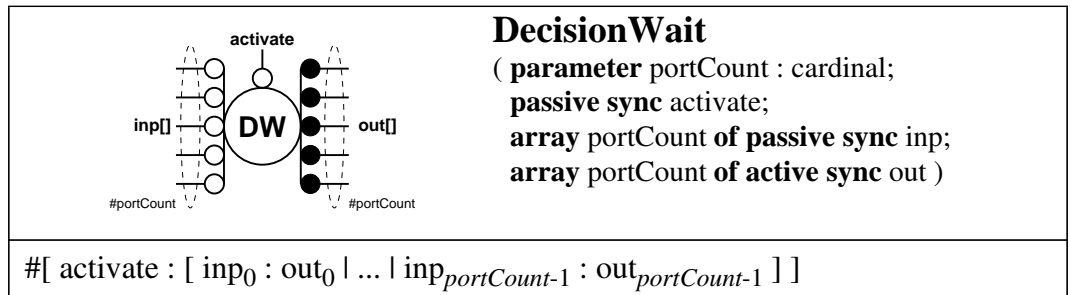 activate
inp[]
DW
out[]
#portCount
#portCount
DecisionWait
( parameter portCount : cardinal;
passive sync activate;
array portCount of passive sync inp;
array portCount of active sync out )
#[ activate : [ inp0 : out0 | ... | inpportCount-1 : outportCount-1 ] ]